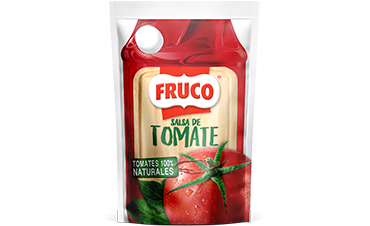 FRUCO®
SALSA DE
TOMATE
TOMATES 100%
NATURALES